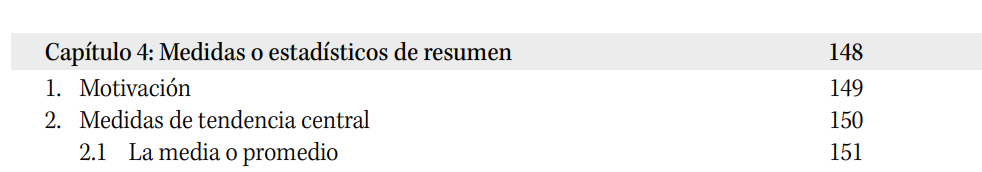 Capítulo 4: Medidas o estadísticos de resumen 148
1. Motivación 149
2. Medidas de tendencia central 150
2.1 La media o promedio 151